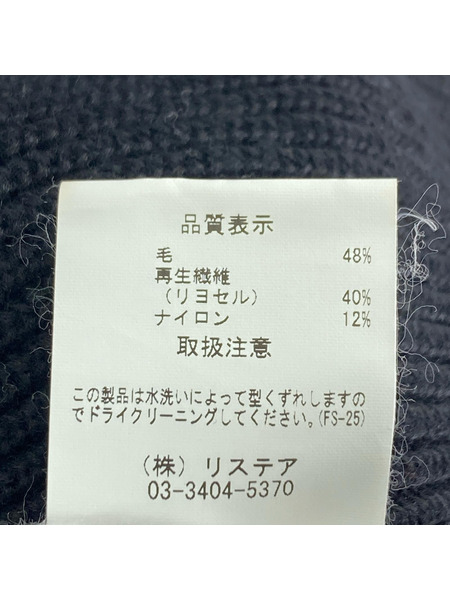 品質表示
毛 48%
再生繊維
（リヨセル） 40%
ナイロン 12%
取扱注意
この製品は水洗いによって型くずれしますの
でドライクリーニングしてください。(FS-25)
（株）リステア
03-3404-5370